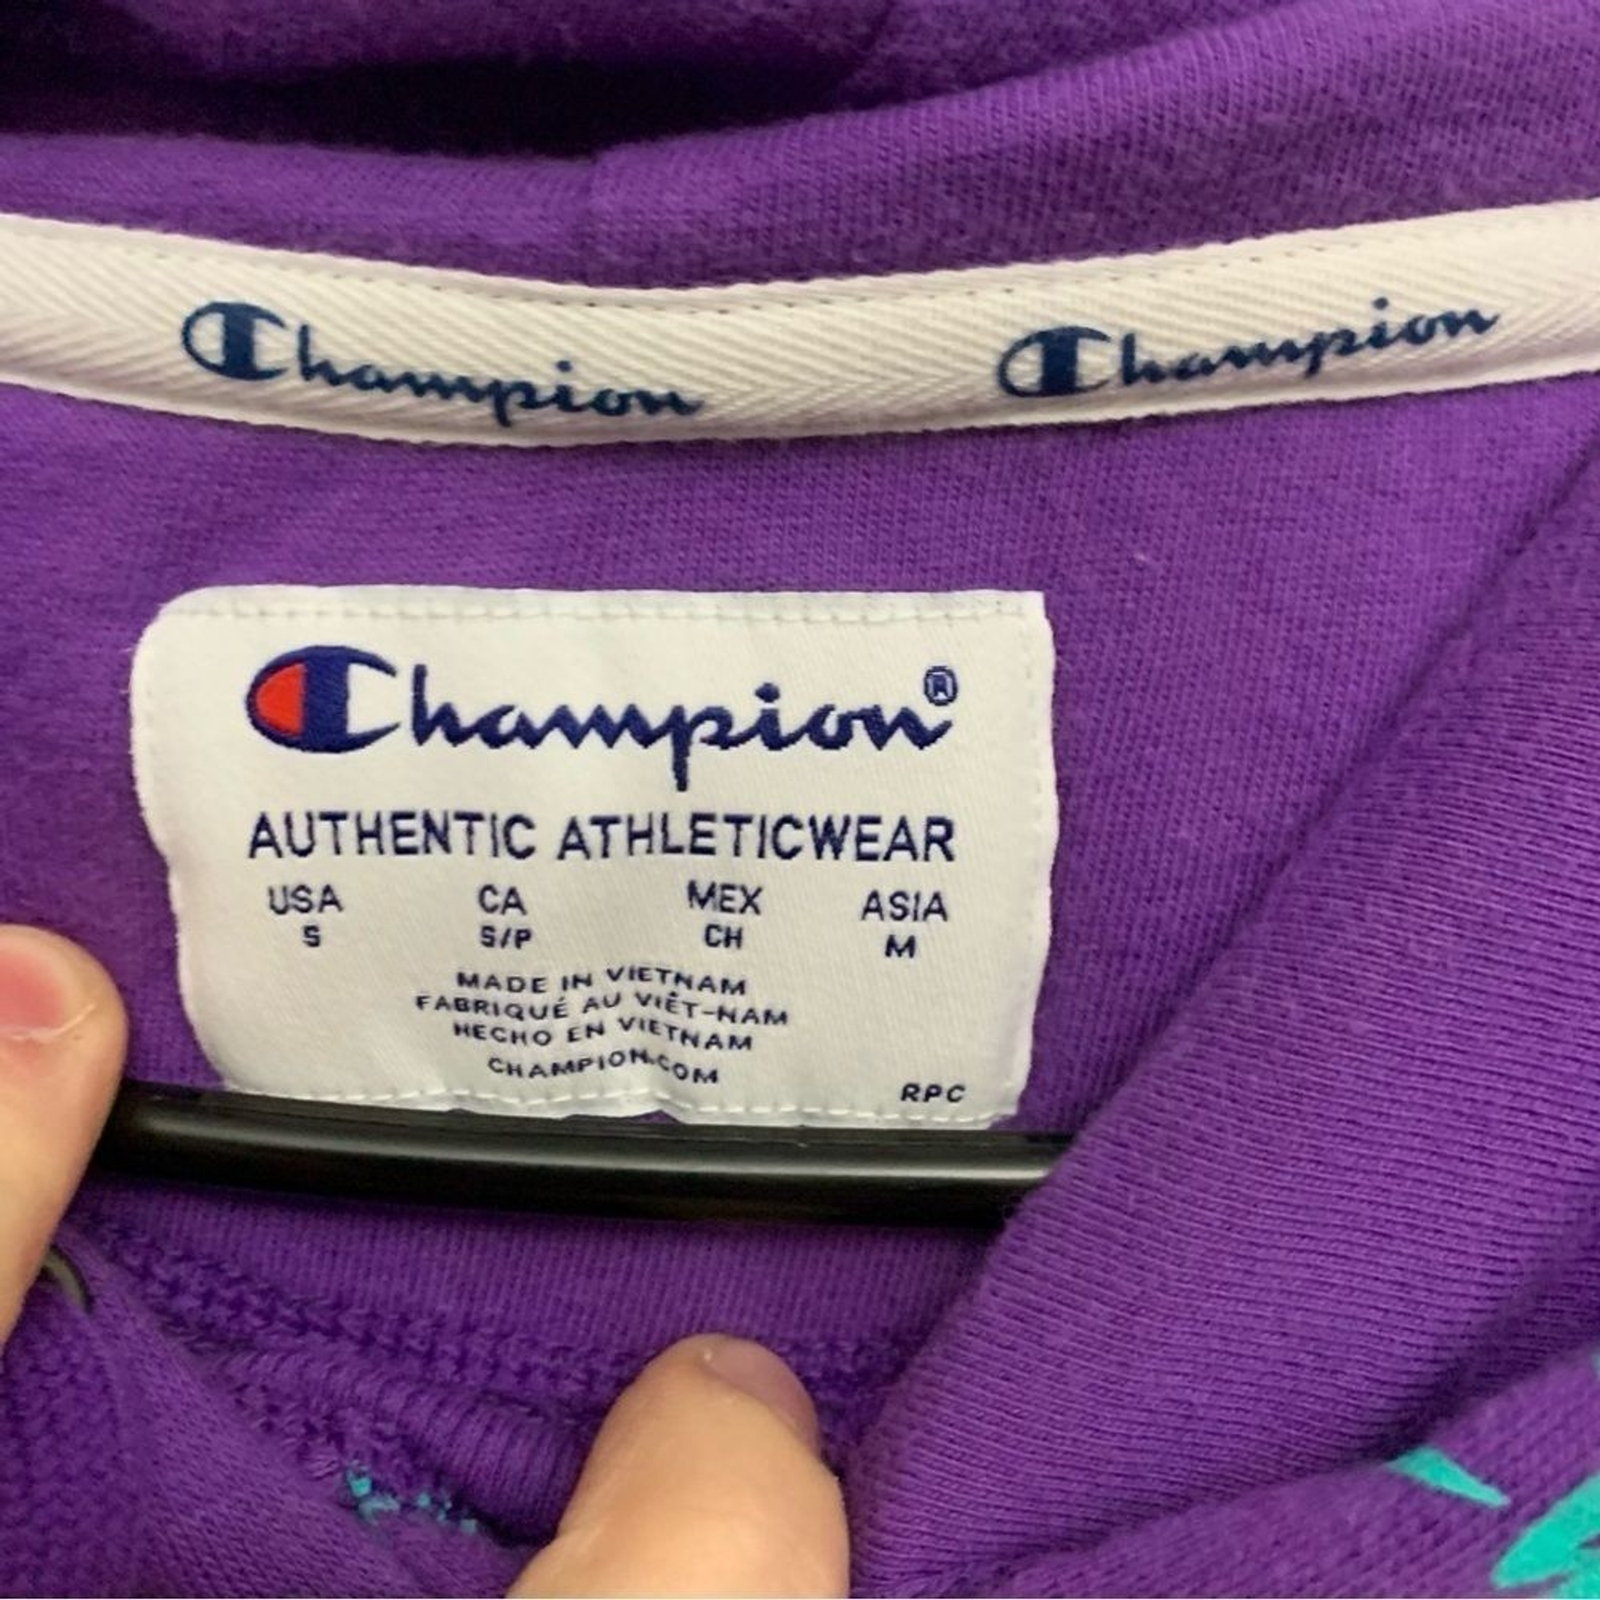 Champion Champion
Champion®
AUTHENTIC ATHLETICWEAR
USA CA MEX ASIA
S S/P CH M
MADE IN VIETNAM
FABRIQUÉ AU VIÊT-NAM
HECHO EN VIETNAM
CHAMPION.COM
RPC